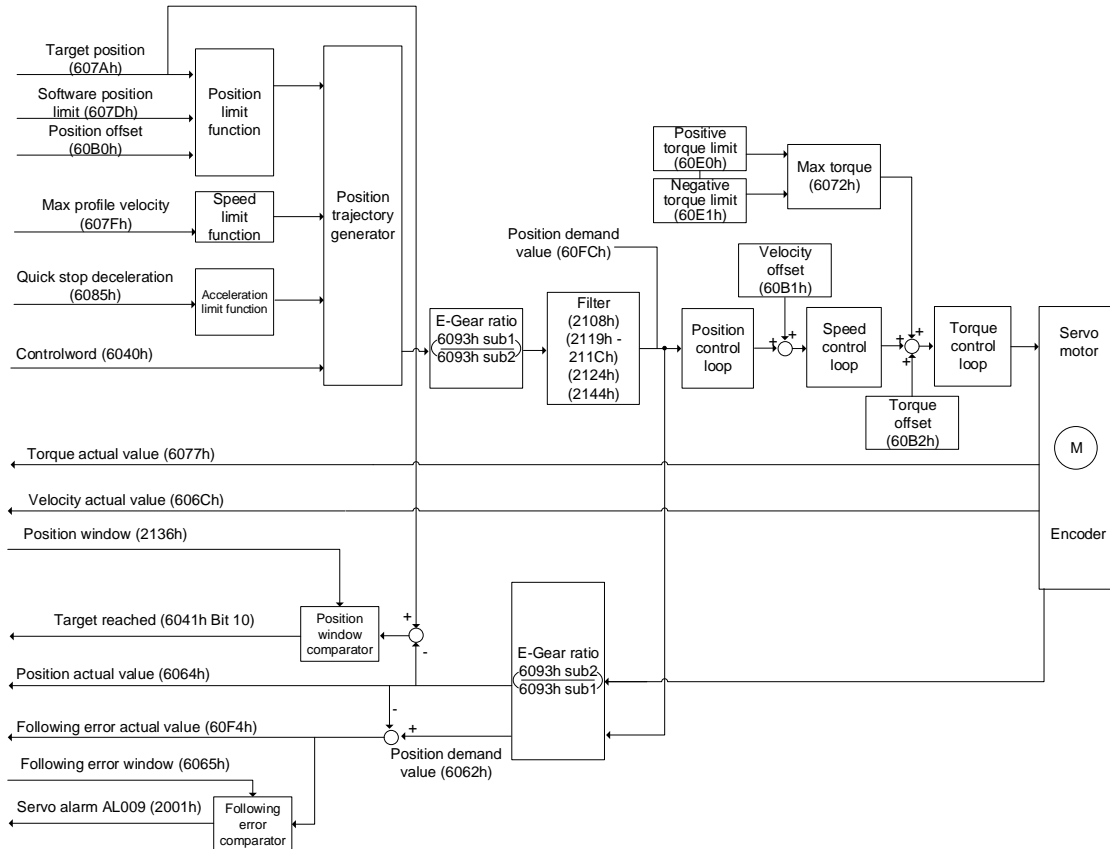 Target position
(607Ah)
Software position
limit (607Dh)
Position offset
(60B0h)
Max profile velocity
(607Fh)
Quick stop deceleration
(6085h)
Controlword (6040h)
Position
limit
function
Speed
limit
function
Acceleration
limit function
Position
trajectory
generator
E-Gear ratio
(6093h sub1
6093h sub2)
Filter
(2108h)
(2119h -
211Ch)
(2124h)
(2144h)
Position demand
value (60FCh)
Position
control
loop
Velocity
offset
(60B1h)
+
+
Speed
control
loop
Positive
torque limit
(60E0h)
Negative
torque limit
(60E1h)
Max torque
(6072h)
+
+
+
Torque offset
(60B2h)
Torque
control
loop
Servo
motor
M
Encoder
Torque actual value (6077h)
Velocity actual value (606Ch)
Position window (2136h)
Target reached (6041h Bit 10)
Position
window
comparator
+
-
Position actual value (6064h)
E-Gear ratio
(6093h sub2
6093h sub1)
-
+
Following error actual value (60F4h)
Position demand
value (6062h)
Following error window (6065h)
Servo alarm AL009 (2001h)
Following
error
comparator